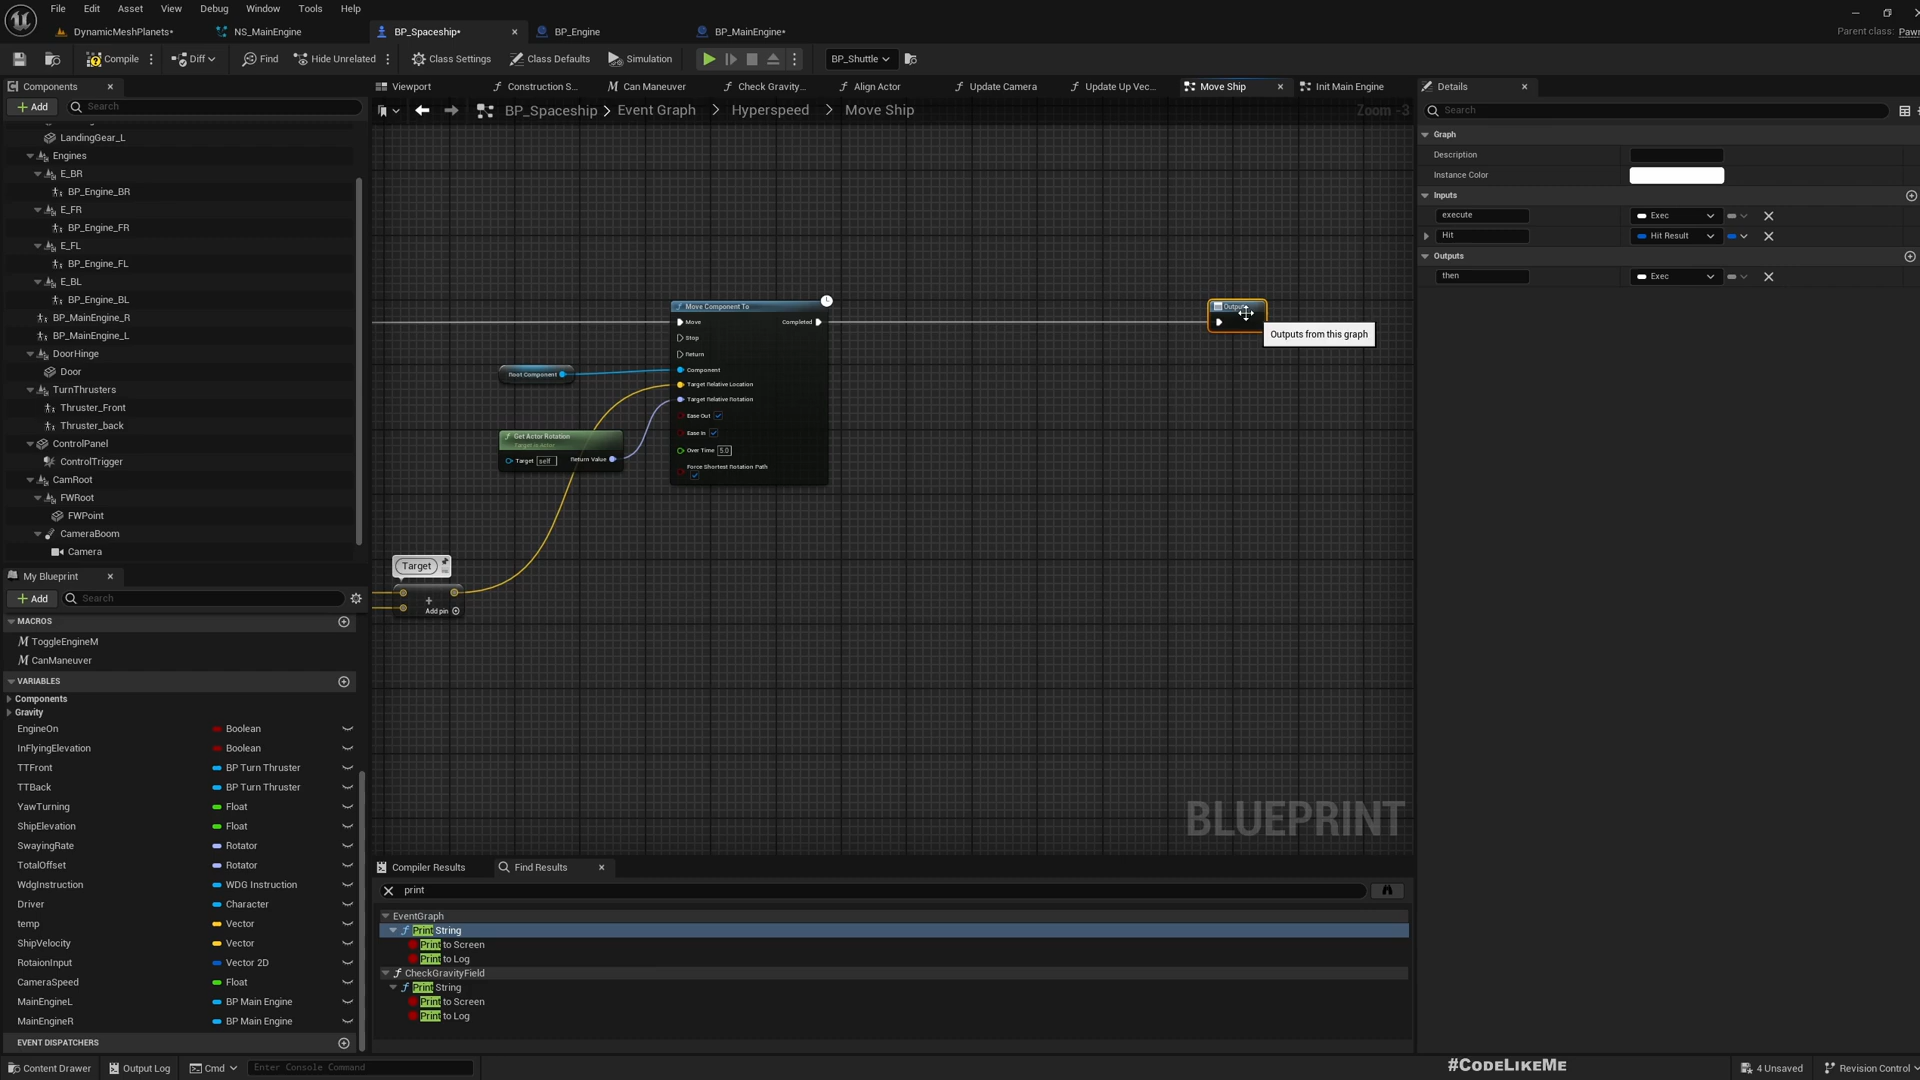 File Edit Asset View Debug Window Tools Help
DynamicMeshPlanets* NS_MainEngine BP_Spaceship* BP_Engine BP_MainEngine*
Parent class: Pawn
Compile Diff Find Hide Unrelated Class Settings Class Defaults Simulation BP_Shuttle
Components
Add Search
LandingGear_L
Engines
E_BR
BP_Engine_BR
E_FR
BP_Engine_FR
E_FL
BP_Engine_FL
E_BL
BP_Engine_BL
BP_MainEngine_R
BP_MainEngine_L
DoorHinge
Door
TurnThrusters
Thruster_Front
Thruster_back
ControlPanel
ControlTrigger
CamRoot
FWRoot
FWPoint
CameraBoom
Camera
My Blueprint
Add Search
MACROS
ToggleEngineM
CanManeuver
VARIABLES
Components
Gravity
EngineOn Boolean
InFlyingElevation Boolean
TTFront BP Turn Thruster
TTBack BP Turn Thruster
YawTurning Float
ShipElevation Float
SwayingRate Rotator
TotalOffset Rotator
WdgInstruction WDG Instruction
Driver Character
temp Vector
ShipVelocity Vector
RotaionInput Vector 2D
CameraSpeed Float
MainEngineL BP Main Engine
MainEngineR BP Main Engine
EVENT DISPATCHERS
Viewport Construction S... Can Maneuver Check Gravity... Align Actor Update Camera Update Up Vec... Move Ship Init Main Engine
BP_Spaceship > Event Graph > Hyperspeed > Move Ship
Zoom -3
Move Component To
Move Completed
Stop
Return
Component
Target Relative Location
Target Relative Rotation
Ease Out
Ease In
Over Time 5.0
Force Shortest Rotation Path
Root Component
Get Actor Rotation
Target is Actor
Target self Return Value
Target
Add pin
Outputs
Outputs from this graph
BLUEPRINT
Compiler Results Find Results
print
EventGraph
Print String
Print to Screen
Print to Log
CheckGravityField
Print String
Print to Screen
Print to Log
Details
Search
Graph
Description
Instance Color
Inputs
execute Exec
Hit Hit Result
Outputs
then Exec
Content Drawer Output Log Cmd Enter Console Command
#CODELIKEME
4 Unsaved Revision Control